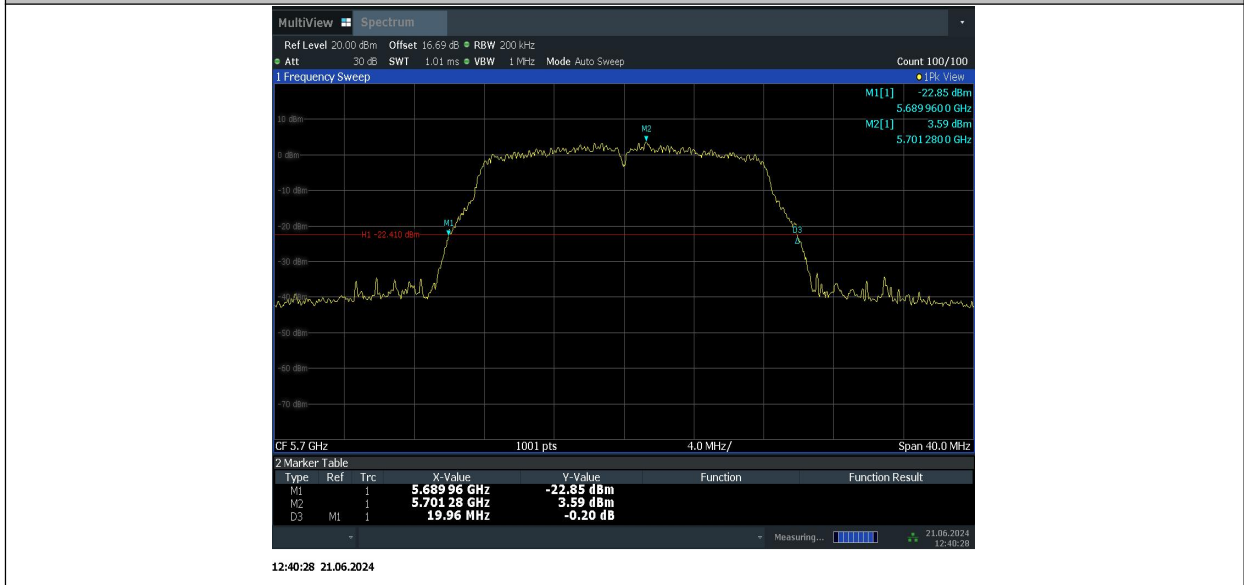 MultiView Spectrum
Ref Level 20.00 dBm Offset 16.69 dB RBW 200 kHz
Att 30 dB SWT 1.01 ms VBW 1 MHz Mode Auto Sweep Count 100/100
1 Frequency Sweep 1Pk View
M1[1] -22.85 dBm
5.689 960 0 GHz
M2[1] 3.59 dBm
5.701 280 0 GHz
10 dBm
M2
0 dBm
-10 dBm
-20 dBm
M1
D3
H1 -22.410 dBm
-30 dBm
-40 dBm
-50 dBm
-60 dBm
-70 dBm
CF 5.7 GHz 1001 pts 4.0 MHz/ Span 40.0 MHz
2 Marker Table
Type Ref Trc X-Value Y-Value Function Function Result
M1 1 5.689 96 GHz -22.85 dBm
M2 1 5.701 28 GHz 3.59 dBm
D3 M1 1 19.96 MHz -0.20 dB
Measuring... 21.06.2024
12:40:28
12:40:28 21.06.2024